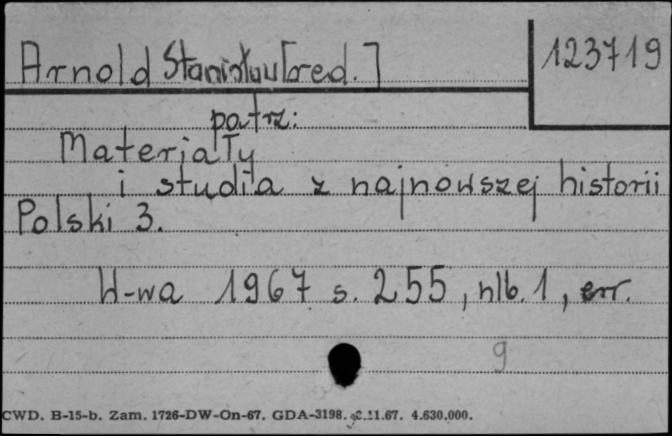 Arnold Stanisław [red.]
123719
patrz:
Materiały
i studia z najnowszej historii
Polski 3.
W-wa 1967 s. 255, nlb. 1, err.
9
CWD. B-15-b. Zam. 1726-DW-On-67. GDA-3198. .11.67. 4.630.000.